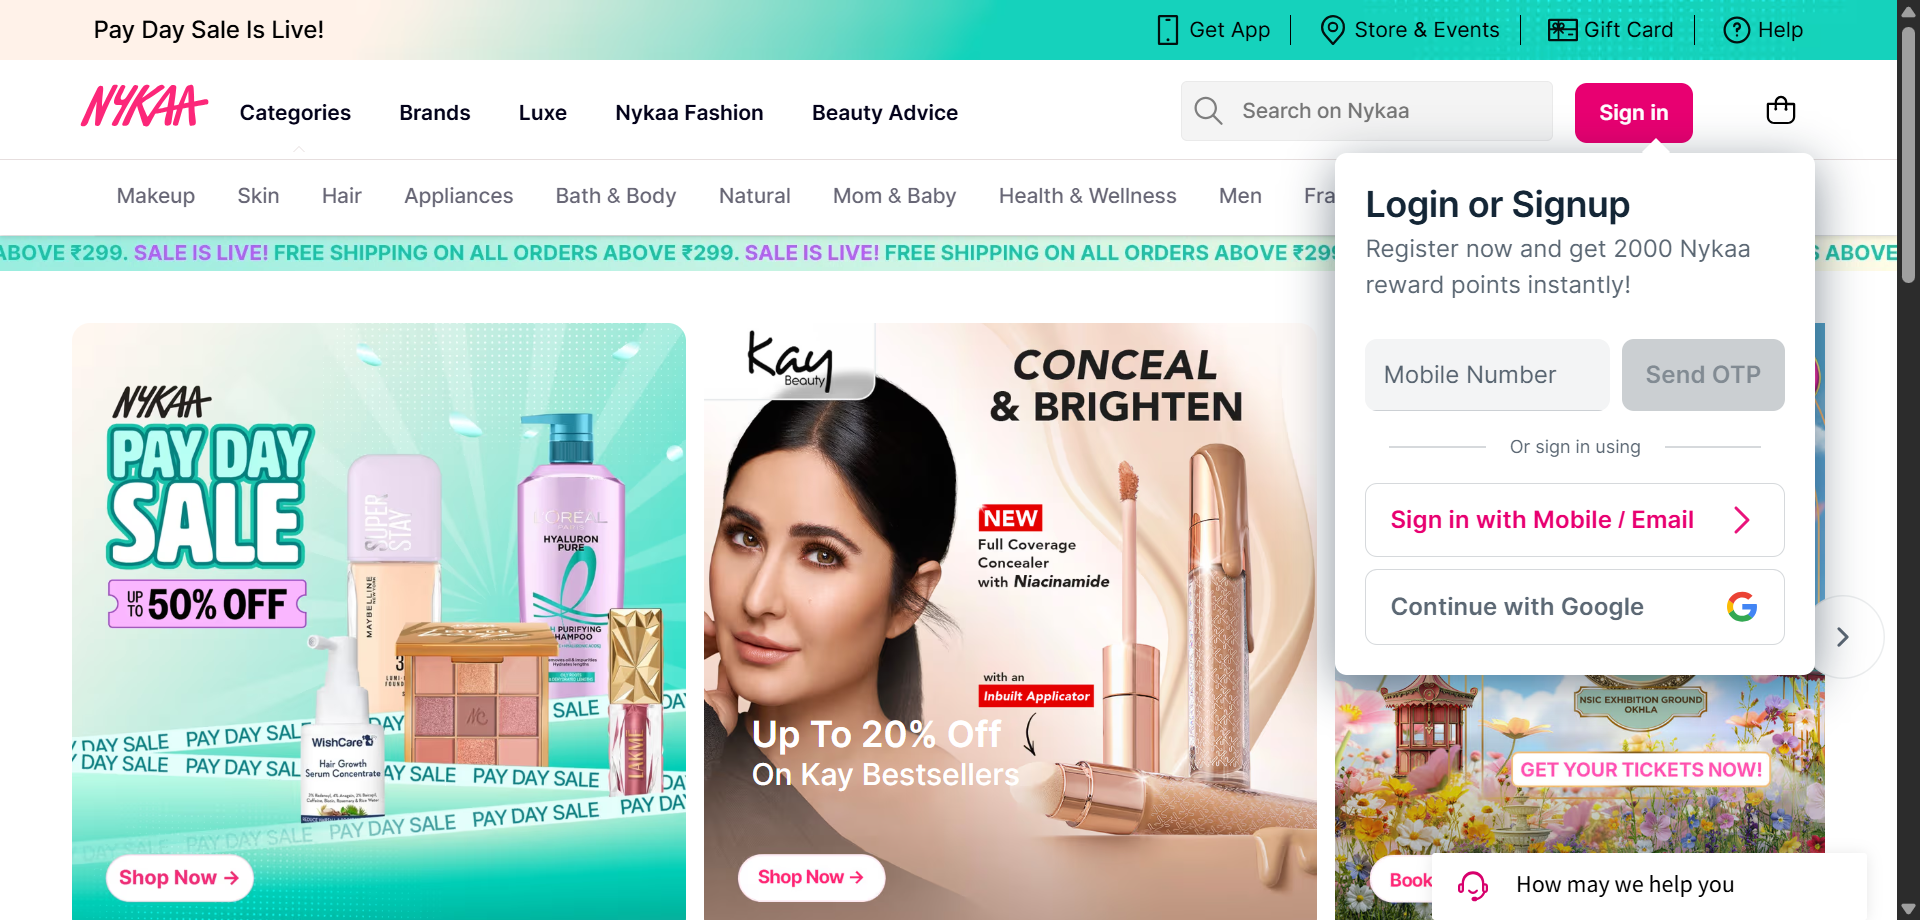 Pay Day Sale Is Live!
Get App
Store & Events
Gift Card
Help
NYKAA
Categories
Brands
Luxe
Nykaa Fashion
Beauty Advice
Search on Nykaa
Sign in
Makeup
Skin
Hair
Appliances
Bath & Body
Natural
Mom & Baby
Health & Wellness
Men
Fra
ABOVE ₹299. SALE IS LIVE! FREE SHIPPING ON ALL ORDERS ABOVE ₹299. SALE IS LIVE! FREE SHIPPING ON ALL ORDERS ABOVE ₹299
S ABOVE
Login or Signup
Register now and get 2000 Nykaa
reward points instantly!
Mobile Number
Send OTP
Or sign in using
Sign in with Mobile / Email
Continue with Google
NYKAA
PAY DAY
SALE
UP TO 50% OFF
SUPER
STAY
MAYBELLINE
NEW YORK
L'ORÉAL
PARIS
HYALURON
PURE
PURIFYING
SHAMPOO
WishCare
Hair Growth
Serum Concentrate
LAKMÉ
PAY DAY SALE
PAY DAY SALE
PAY DAY SALE
PAY DAY SALE
Shop Now →
Kay
Beauty
CONCEAL
& BRIGHTEN
NEW
Full Coverage
Concealer
with Niacinamide
with an
Inbuilt Applicator
Up To 20% Off
On Kay Bestsellers
Shop Now →
NSIC EXHIBITION GROUND
OKHLA
GET YOUR TICKETS NOW!
Book
How may we help you